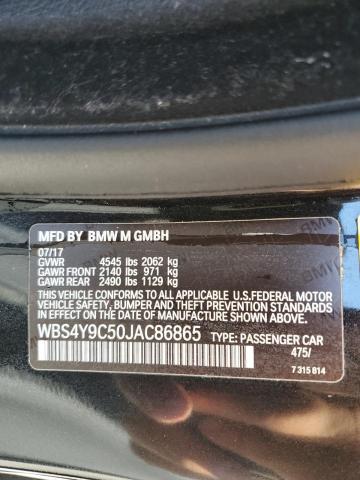 MFD BY BMW M GMBH
07/17
GVWR 4545 lbs 2062 kg
GAWR FRONT 2140 lbs 971 kg
GAWR REAR 2490 lbs 1129 kg
THIS VEHICLE CONFORMS TO ALL APPLICABLE U.S. FEDERAL MOTOR
VEHICLE SAFETY, BUMPER, AND THEFT PREVENTION STANDARDS IN
EFFECT ON THE DATE OF MANUFACTURE SHOWN ABOVE.
WBS4Y9C50JAC86865 TYPE: PASSENGER CAR
475/
7 315 814